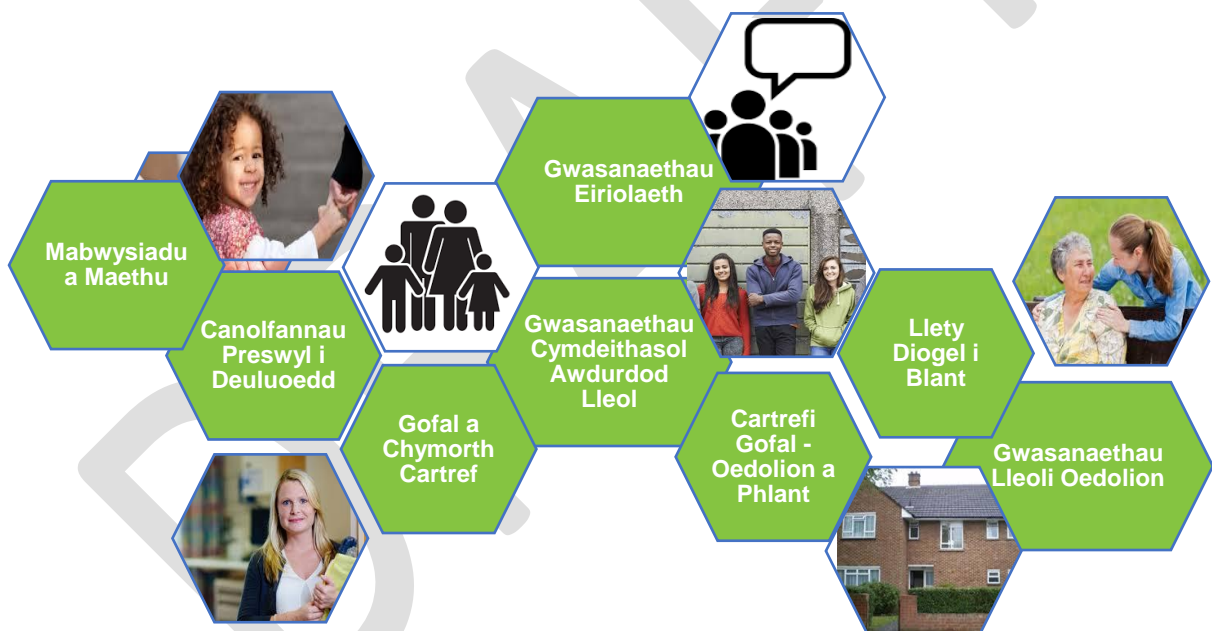 Mabwysiadu
a Maethu
Canolfannau
Preswyl i
Deuluoedd
Gofal a
Chymorth
Cartref
Gwasanaethau
Eiriolaeth
Gwasanaethau
Cymdeithasol
Awdurdod
Lleol
Cartrefi
Gofal -
Oedolion a
Phlant
Llety
Diogel i
Blant
Gwasanaethau
Lleoli Oedolion